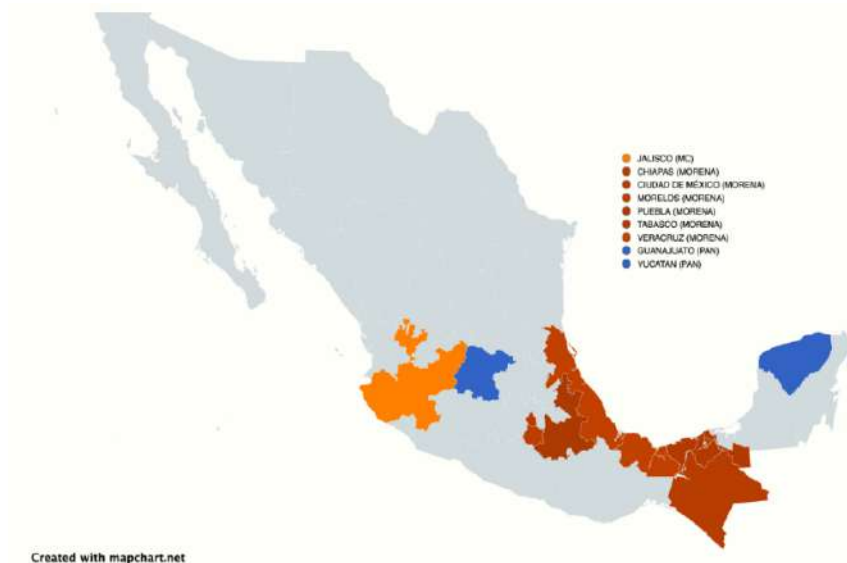 JALISCO (MC)
CHIAPAS (MORENA)
CIUDAD DE MÉXICO (MORENA)
MORELOS (MORENA)
PUEBLA (MORENA)
TABASCO (MORENA)
VERACRUZ (MORENA)
GUANAJUATO (PAN)
YUCATAN (PAN)
Created with mapchart.net